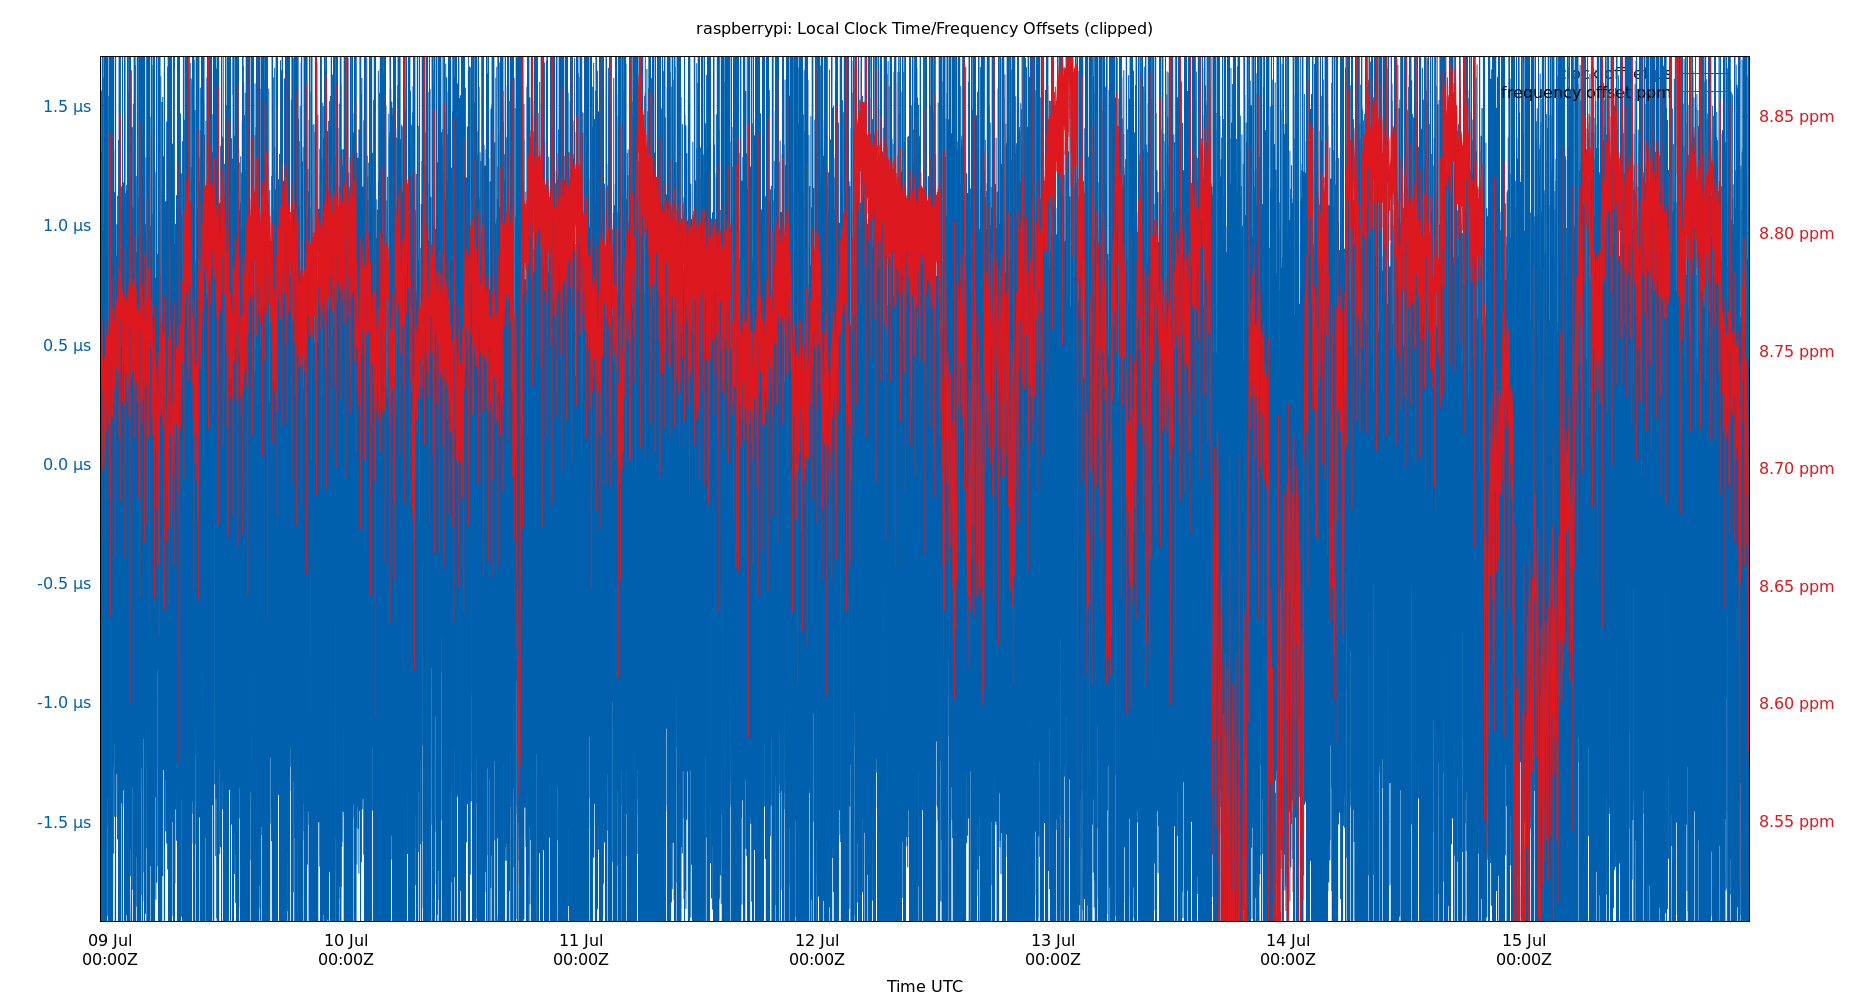 raspberrypi: Local Clock Time/Frequency Offsets (clipped)
clock offset µs
frequency offset ppm
1.5 µs
1.0 µs
0.5 µs
0.0 µs
-0.5 µs
-1.0 µs
-1.5 µs
8.85 ppm
8.80 ppm
8.75 ppm
8.70 ppm
8.65 ppm
8.60 ppm
8.55 ppm
09 Jul
00:00Z
10 Jul
00:00Z
11 Jul
00:00Z
12 Jul
00:00Z
13 Jul
00:00Z
14 Jul
00:00Z
15 Jul
00:00Z
Time UTC